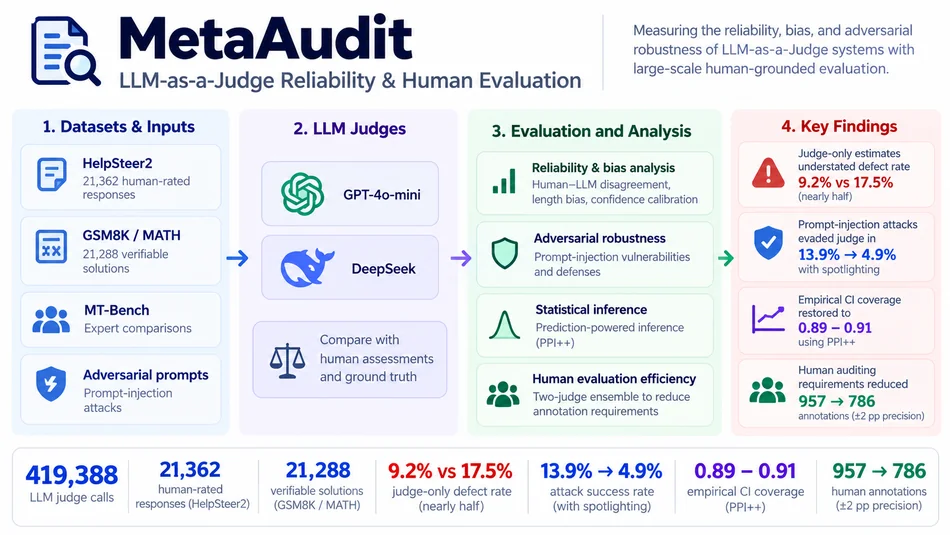 MetaAudit
LLM-as-a-Judge Reliability & Human Evaluation
Measuring the reliability, bias, and adversarial
robustness of LLM-as-a-Judge systems with
large-scale human-grounded evaluation.
1. Datasets & Inputs
HelpSteer2
21,362 human-rated
responses
GSM8K / MATH
21,288 verifiable
solutions
MT-Bench
Expert comparisons
Adversarial prompts
Prompt-injection
attacks
2. LLM Judges
GPT-4o-mini
DeepSeek
Compare with
human assessments
and ground truth
3. Evaluation and Analysis
Reliability & bias analysis
Human–LLM disagreement,
length bias, confidence calibration
Adversarial robustness
Prompt-injection vulnerabilities
and defenses
Statistical inference
Prediction-powered inference
(PPI++)
Human evaluation efficiency
Two-judge ensemble to reduce
annotation requirements
4. Key Findings
Judge-only estimates
understated defect rate
9.2% vs 17.5%
(nearly half)
Prompt-injection attacks
evaded judge in
13.9% → 4.9%
with spotlighting
Empirical CI coverage
restored to
0.89 – 0.91
using PPI++
Human auditing
requirements reduced
957 → 786
annotations (±2 pp precision)
419,388
LLM judge calls
21,362
human-rated
responses (HelpSteer2)
21,288
verifiable solutions
(GSM8K / MATH)
9.2% vs 17.5%
judge-only defect rate
(nearly half)
13.9% → 4.9%
attack success rate
(with spotlighting)
0.89 – 0.91
empirical CI coverage
(PPI++)
957 → 786
human annotations
(±2 pp precision)